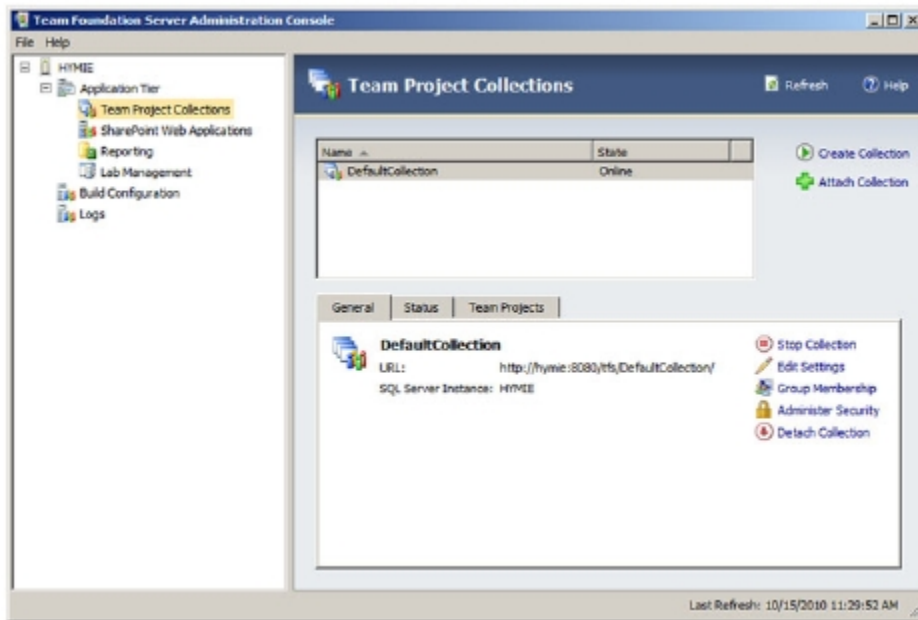 Team Foundation Server Administration Console
File Help
HYMIE
Application Tier
Team Project Collections
SharePoint Web Applications
Reporting
Lab Management
Build Configuration
Logs
Team Project Collections
Refresh
Help
Name State
DefaultCollection Online
Create Collection
Attach Collection
General Status Team Projects
DefaultCollection
URL: http://hymie:8080/tfs/DefaultCollection/
SQL Server Instance: HYMIE
Stop Collection
Edit Settings
Group Membership
Administer Security
Detach Collection
Last Refresh: 10/15/2010 11:29:52 AM